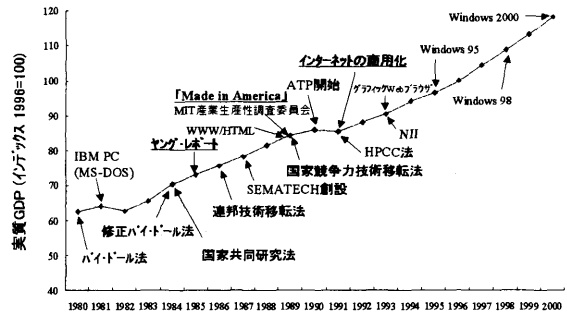 実質GDP (インデックス 1996=100)
120
110
100
90
80
70
60
50
40
1980 1981 1982 1983 1984 1985 1986 1987 1988 1989 1990 1991 1992 1993 1994 1995 1996 1997 1998 1999 2000
Windows 2000
インターネットの商用化
Windows 95
ATP開始
グラフィックWebブラウザ
「Made in America」
MIT産業生産性調査委員会
Windows 98
WWW/HTML
NII
ヤング・レポート
HPCC法
IBM PC
(MS-DOS)
国家競争力技術移転法
SEMATECH創設
連邦技術移転法
修正バイ・ドール法
バイ・ドール法
国家共同研究法